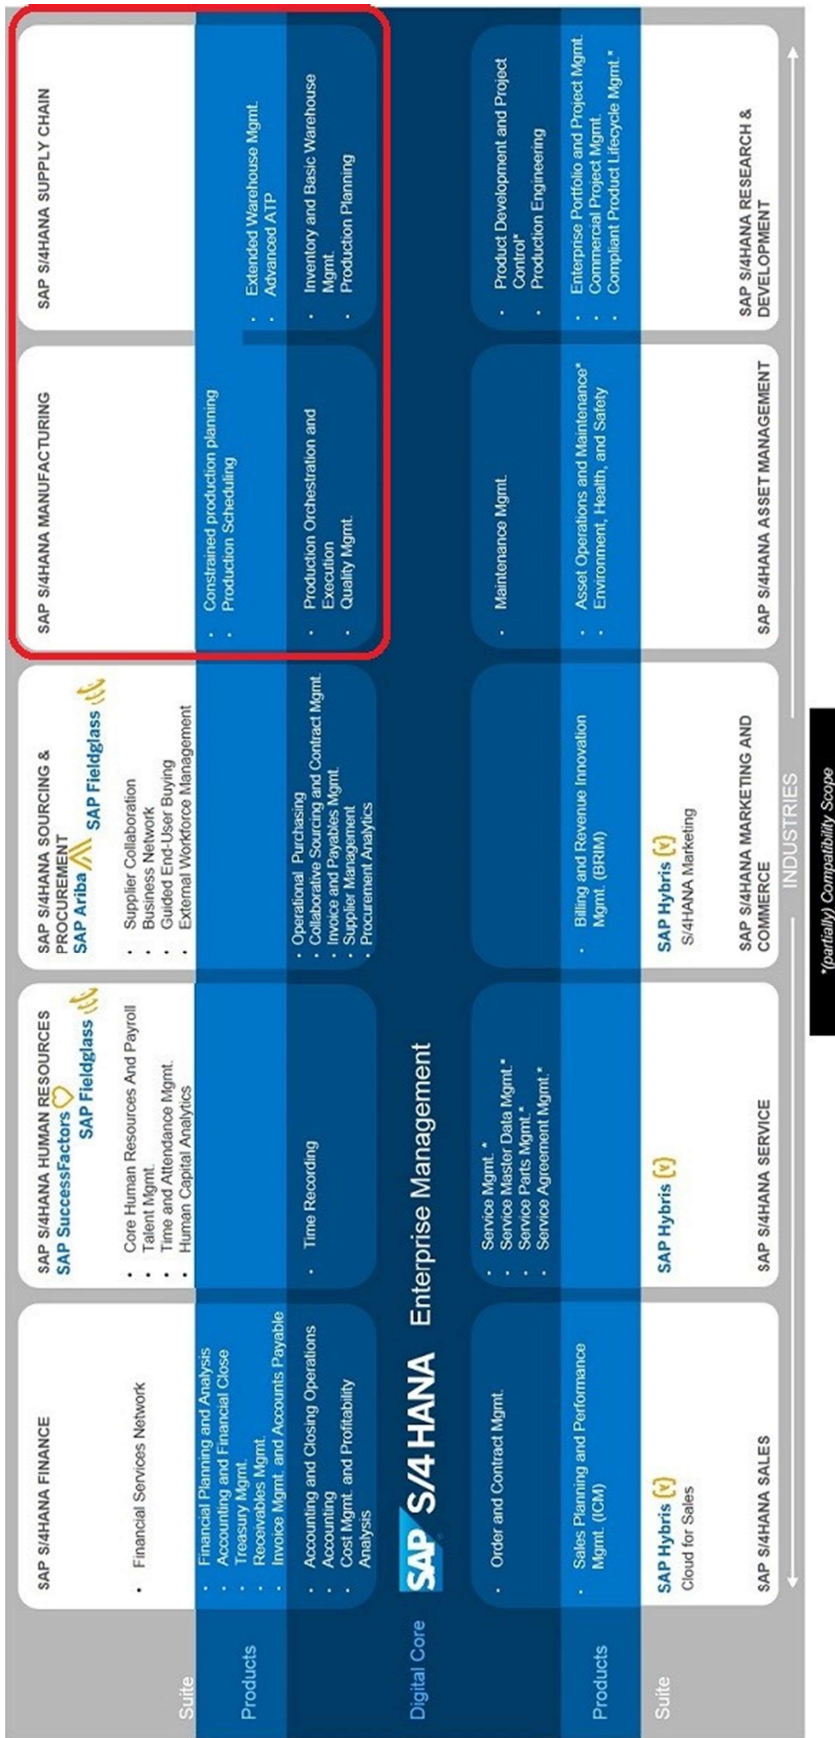 SAP S/4HANA FINANCE
• Financial Services Network
SAP S/4HANA HUMAN RESOURCES
SAP SuccessFactors
SAP Fieldglass
• Core Human Resources And Payroll
• Talent Mgmt.
• Time and Attendance Mgmt.
• Human Capital Analytics
SAP S/4HANA SOURCING &
PROCUREMENT
SAP Ariba
SAP Fieldglass
• Supplier Collaboration
• Business Network
• Guided End-User Buying
• External Workforce Management
SAP S/4HANA MANUFACTURING
SAP S/4HANA SUPPLY CHAIN
Suite
Products
• Financial Planning and Analysis
• Accounting and Financial Close
• Treasury Mgmt.
• Receivables Mgmt.
• Invoice Mgmt. and Accounts Payable
• Constrained production planning
• Production Scheduling
• Extended Warehouse Mgmt.
• Advanced ATP
• Accounting and Closing Operations
• Accounting
• Cost Mgmt. and Profitability
Analysis
• Time Recording
• Operational Purchasing
• Collaborative Sourcing and Contract Mgmt.
• Invoice and Payables Mgmt.
• Supplier Management
• Procurement Analytics
• Production Orchestration and
Execution
• Quality Mgmt.
• Inventory and Basic Warehouse
Mgmt.
• Production Planning
Digital Core
SAP S/4HANA Enterprise Management
• Order and Contract Mgmt.
• Service Mgmt. *
• Service Master Data Mgmt.*
• Service Parts Mgmt.*
• Service Agreement Mgmt.*
• Maintenance Mgmt.
• Product Development and Project
Control*
• Production Engineering
Products
• Sales Planning and Performance
Mgmt. (ICM)
• Billing and Revenue Innovation
Mgmt. (BRIM)
• Asset Operations and Maintenance*
• Environment, Health, and Safety
• Enterprise Portfolio and Project Mgmt.
• Commercial Project Mgmt.
• Compliant Product Lifecycle Mgmt.*
Suite
SAP Hybris (y)
Cloud for Sales
SAP S/4HANA SALES
SAP Hybris (y)
SAP S/4HANA SERVICE
SAP Hybris (y)
S/4HANA Marketing
SAP S/4HANA MARKETING AND
COMMERCE
SAP S/4HANA ASSET MANAGEMENT
SAP S/4HANA RESEARCH &
DEVELOPMENT
INDUSTRIES
*(partially) Compatibility Scope